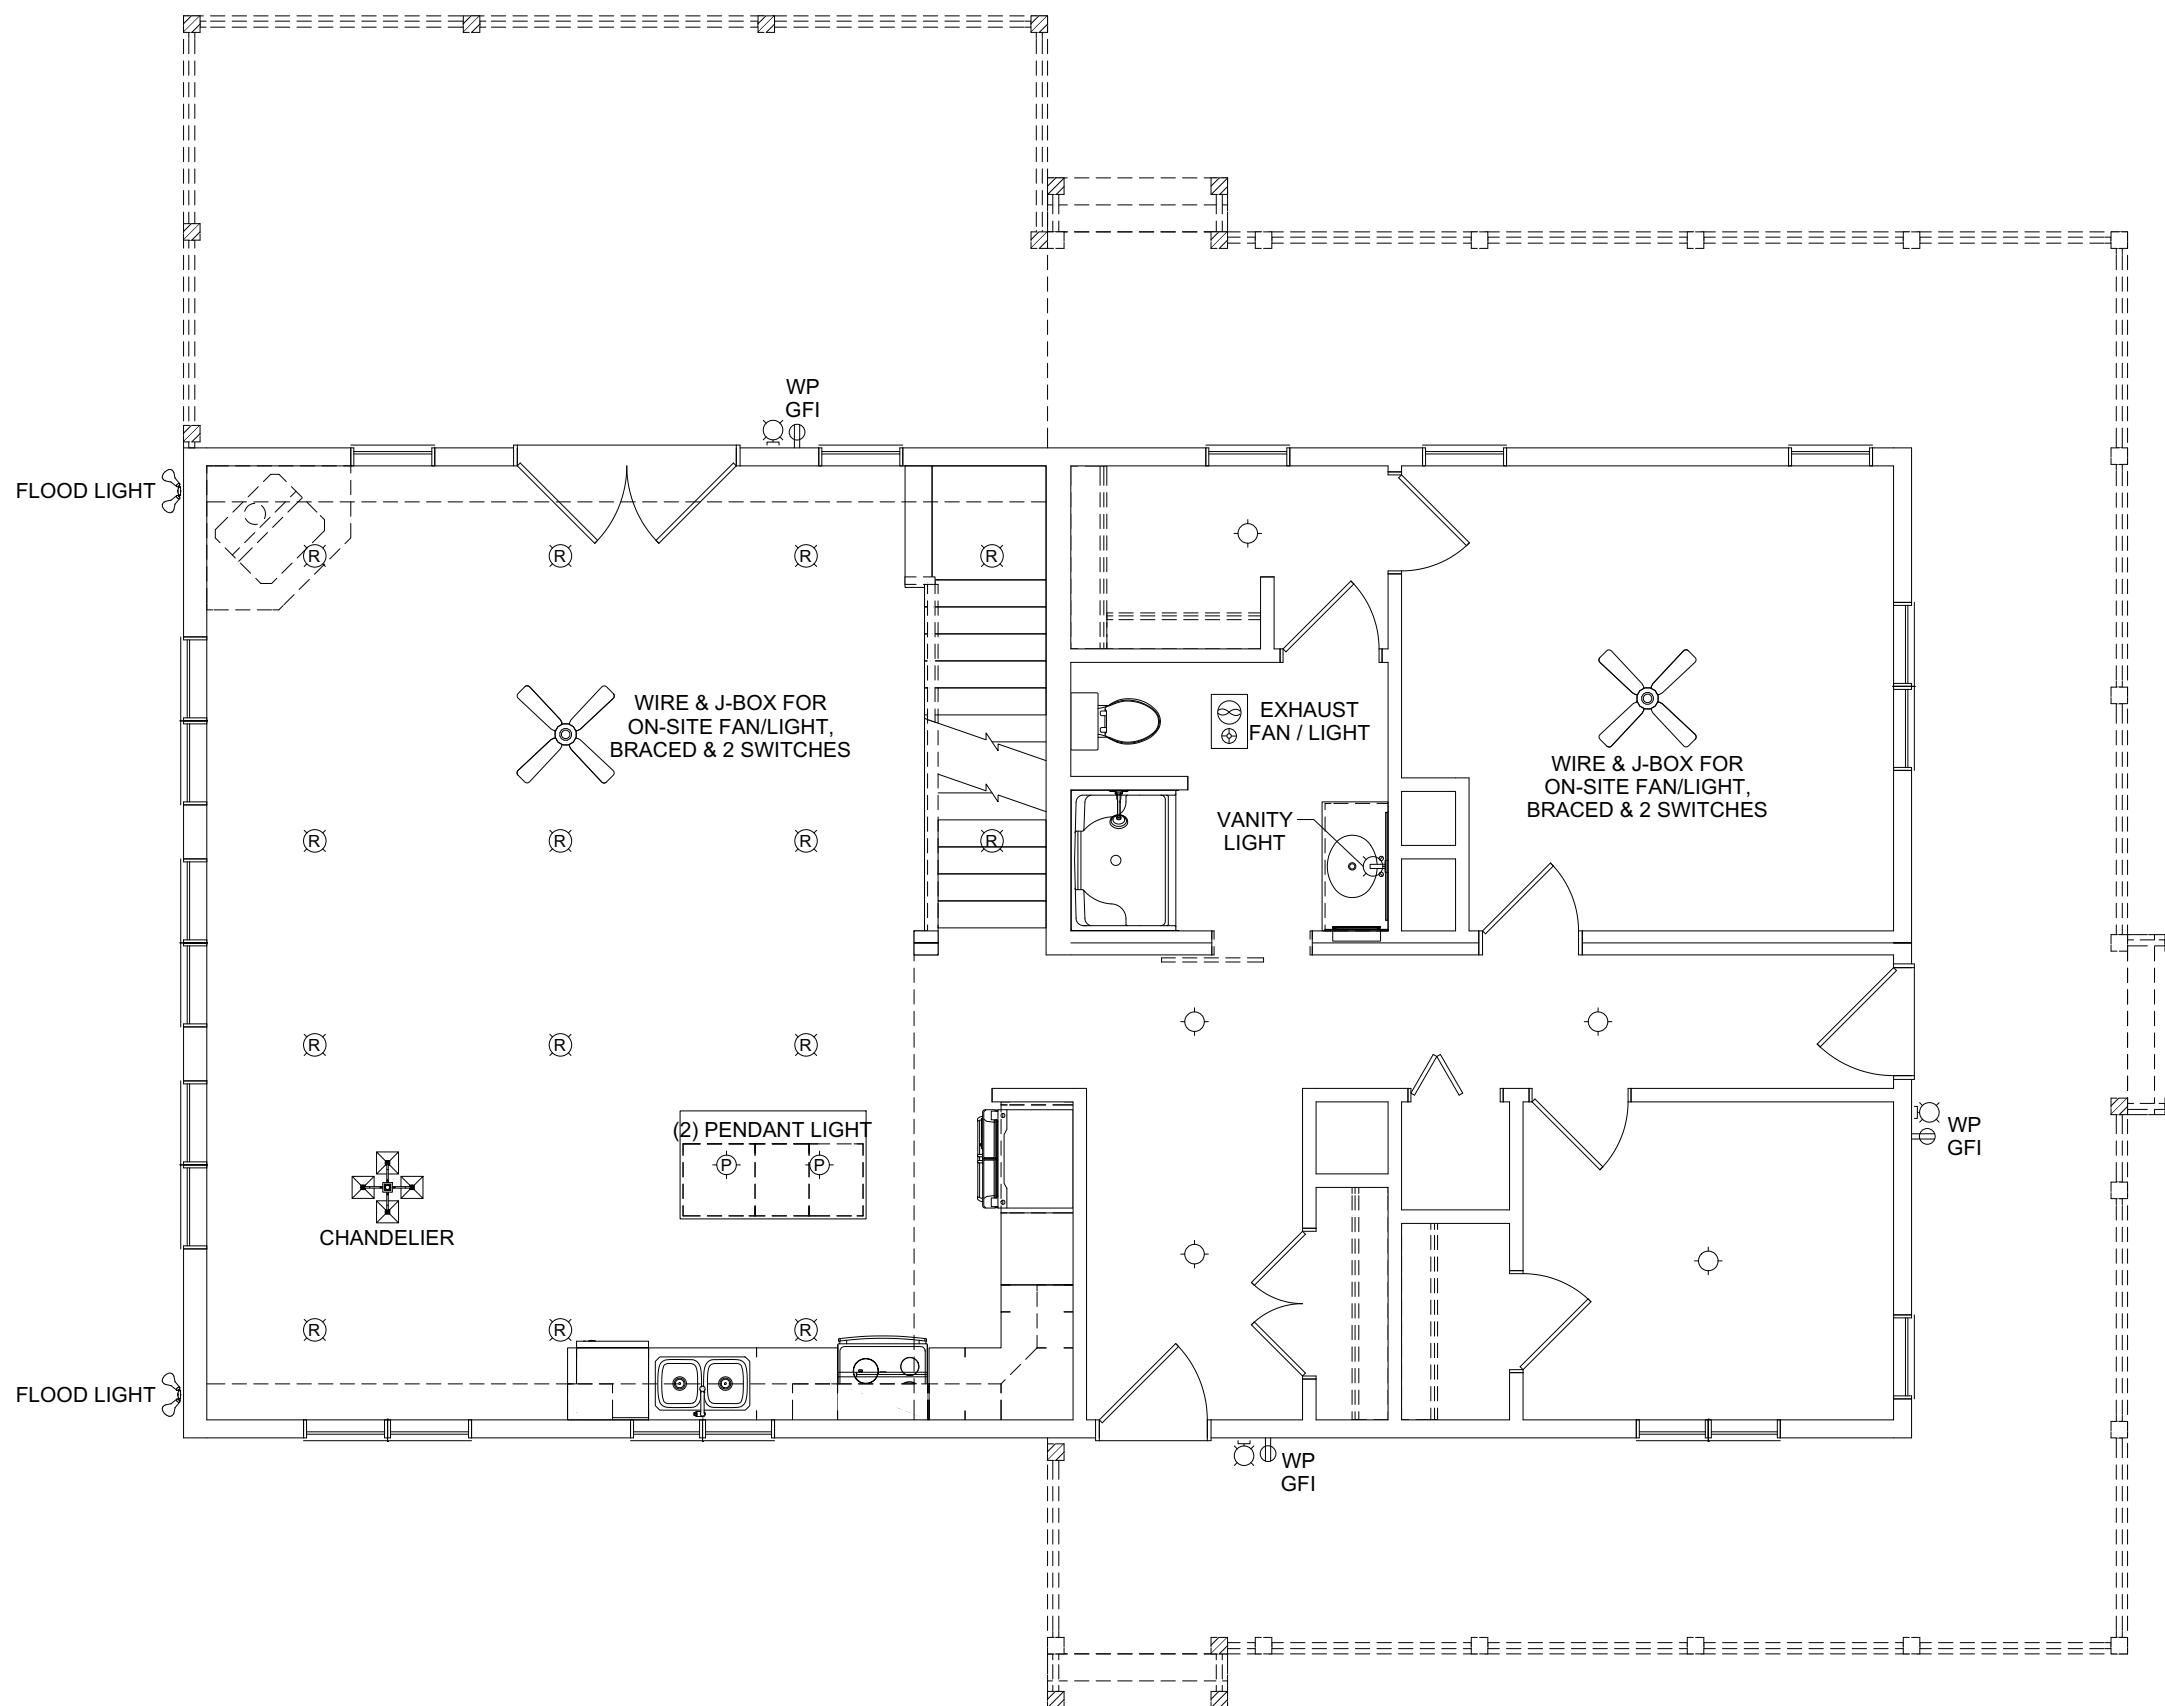 WP
GFI
FLOOD LIGHT
R
R
R
R
WIRE & J-BOX FOR
ON-SITE FAN/LIGHT,
BRACED & 2 SWITCHES
EXHAUST
FAN / LIGHT
WIRE & J-BOX FOR
ON-SITE FAN/LIGHT,
BRACED & 2 SWITCHES
VANITY
LIGHT
R
R
R
R
R
R
R
(2) PENDANT LIGHT
P
P
WP
GFI
CHANDELIER
R
R
R
FLOOD LIGHT
WP
GFI